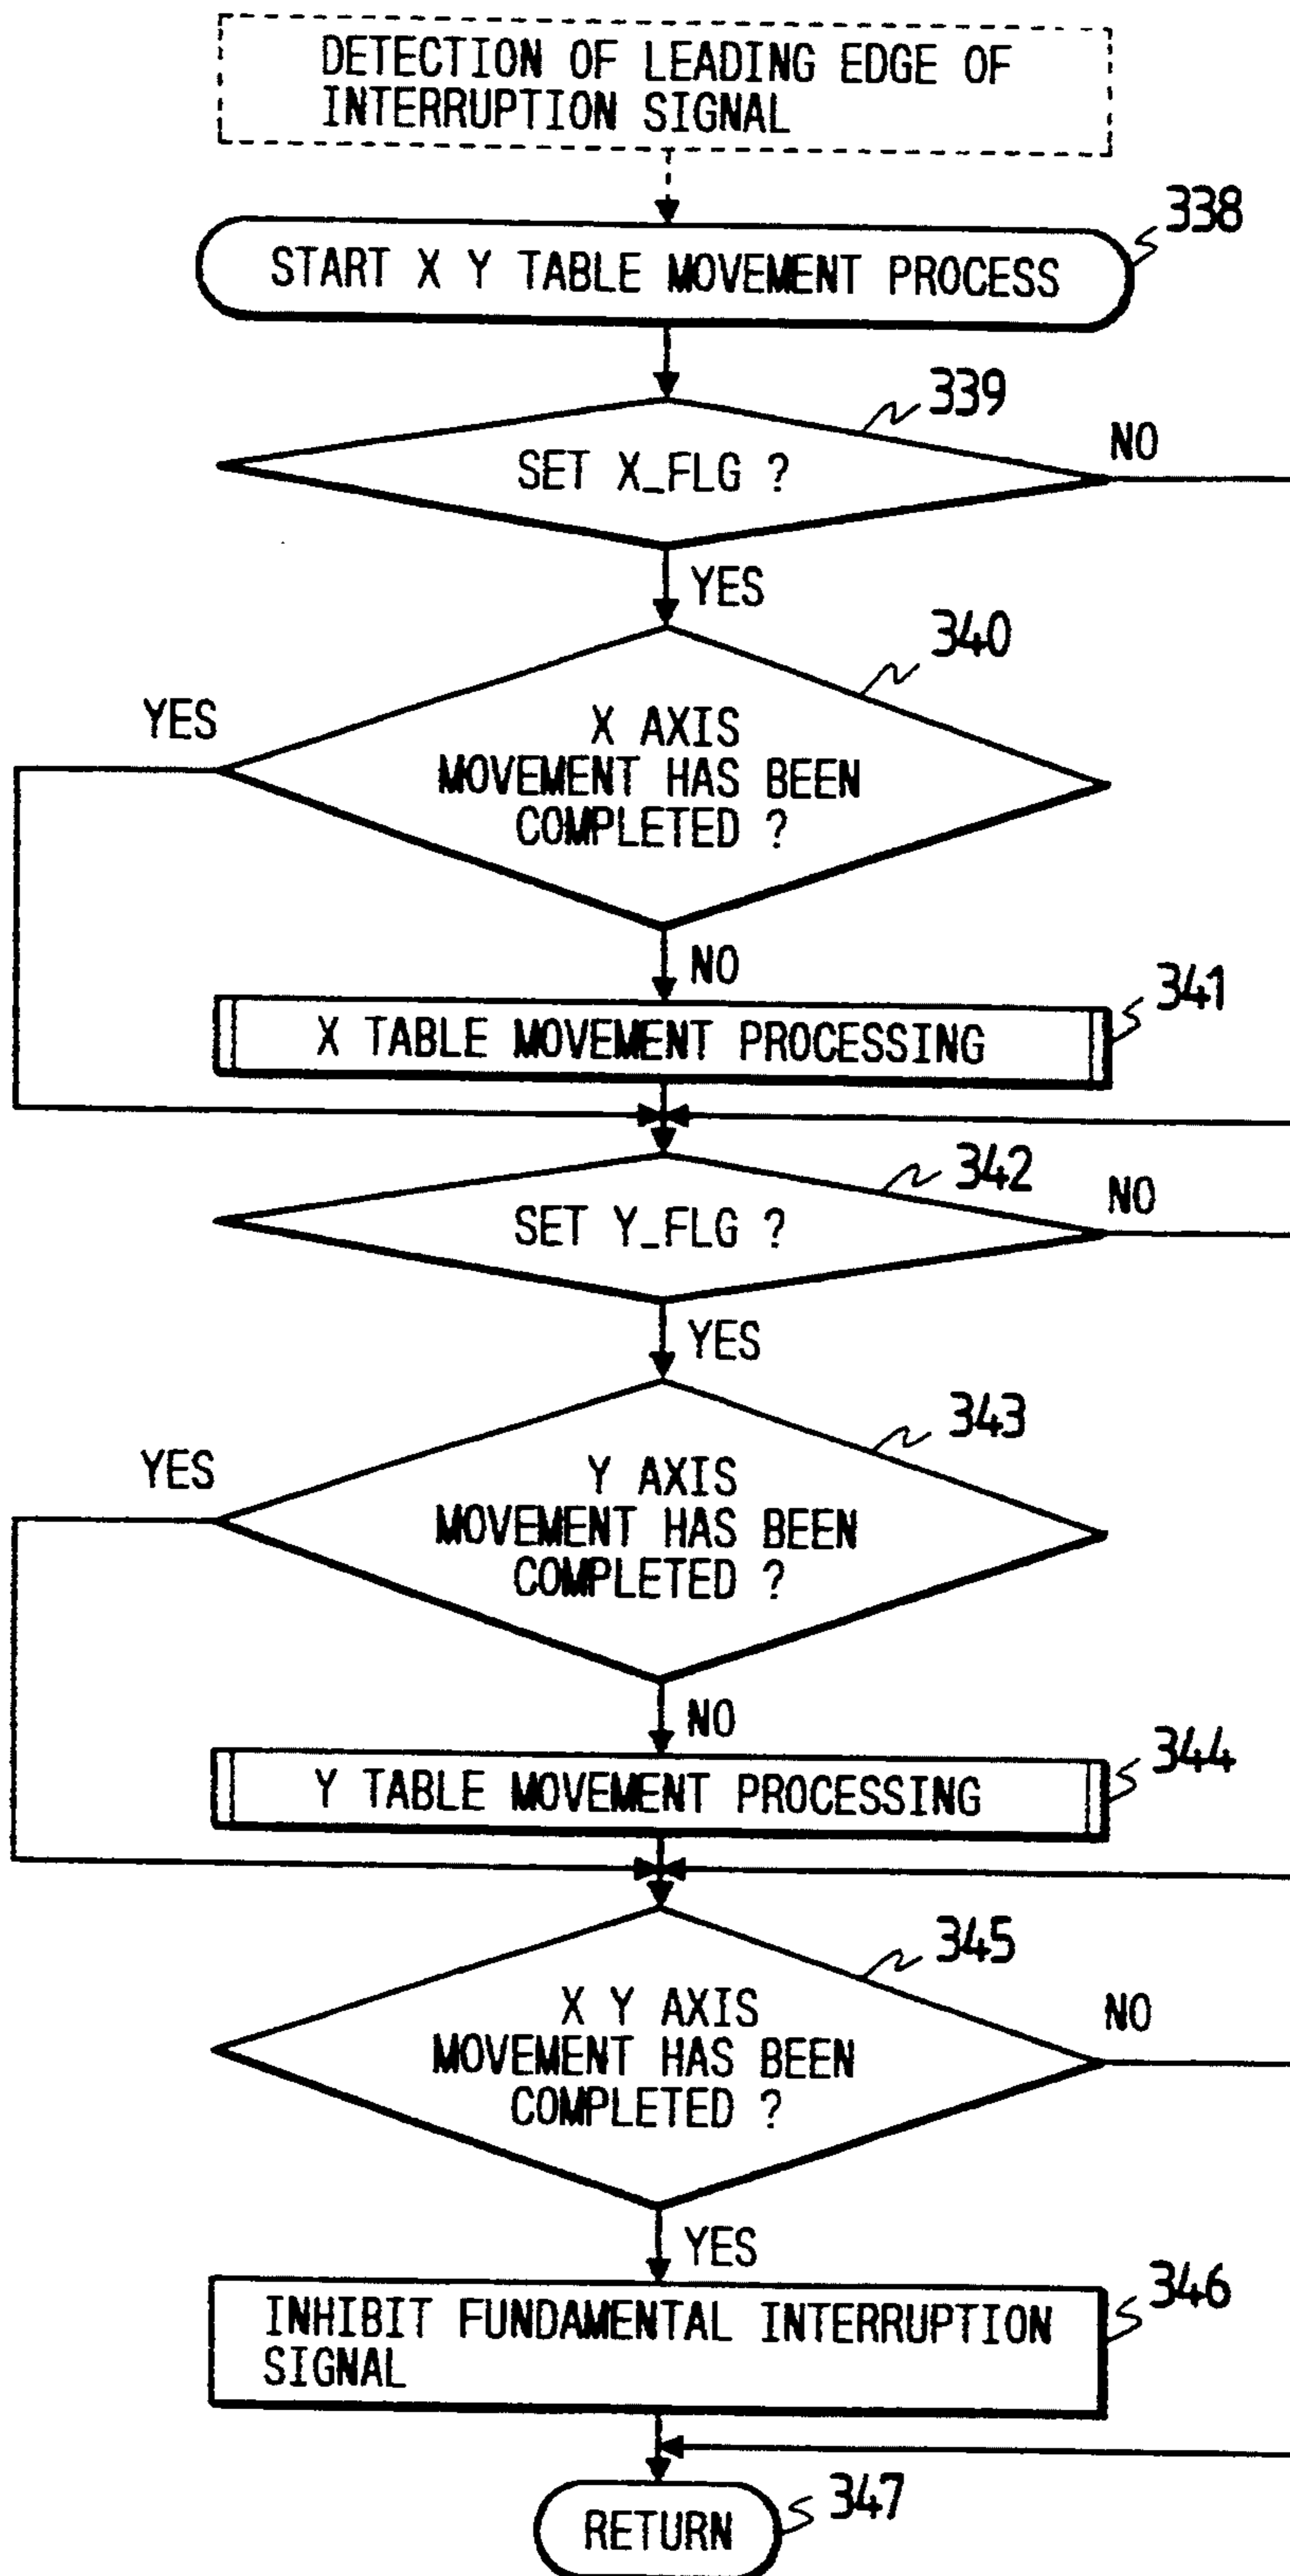 DETECTION OF LEADING EDGE OF
INTERRUPTION SIGNAL
338
START X Y TABLE MOVEMENT PROCESS
339
NO
SET X_FLG ?
YES
340
YES
X AXIS
MOVEMENT HAS BEEN
COMPLETED ?
NO
341
X TABLE MOVEMENT PROCESSING
342
NO
SET Y_FLG ?
YES
343
YES
Y AXIS
MOVEMENT HAS BEEN
COMPLETED ?
NO
344
Y TABLE MOVEMENT PROCESSING
345
NO
X Y AXIS
MOVEMENT HAS BEEN
COMPLETED ?
YES
346
INHIBIT FUNDAMENTAL INTERRUPTION
SIGNAL
347
RETURN